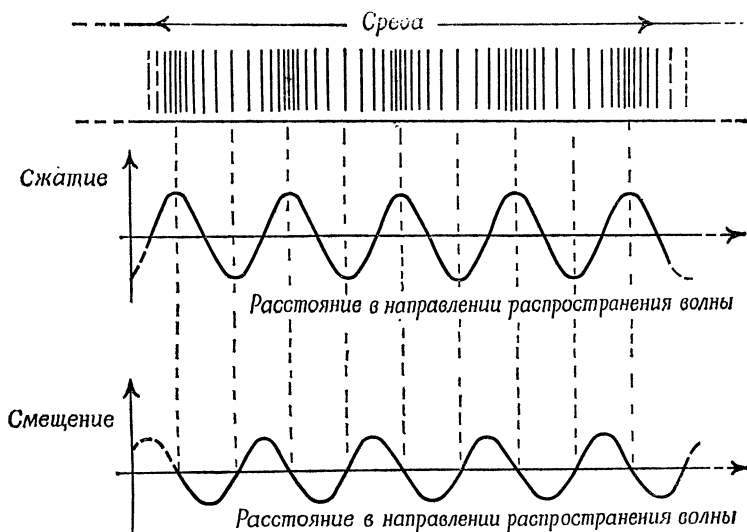 Среда
Сжатие
Расстояние в направлении распространения волны
Смещение
Расстояние в направлении распространения волны